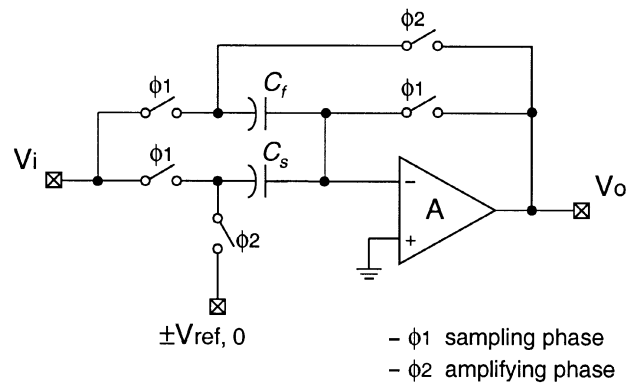 ϕ2
ϕ1
Cf
ϕ1
Vi
ϕ1
Cs
A
−
+
Vo
ϕ2
±Vref, 0
– ϕ1 sampling phase
– ϕ2 amplifying phase